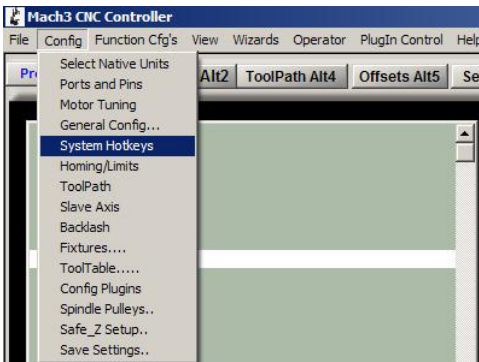 Mach3 CNC Controller
File Config Function Cfg's View Wizards Operator PlugIn Control Help
Alt2 ToolPath Alt4 Offsets Alt5
Select Native Units
Ports and Pins
Motor Tuning
General Config...
System Hotkeys
Homing/Limits
ToolPath
Slave Axis
Backlash
Fixtures....
ToolTable.....
Config Plugins
Spindle Pulleys..
Safe_Z Setup..
Save Settings..